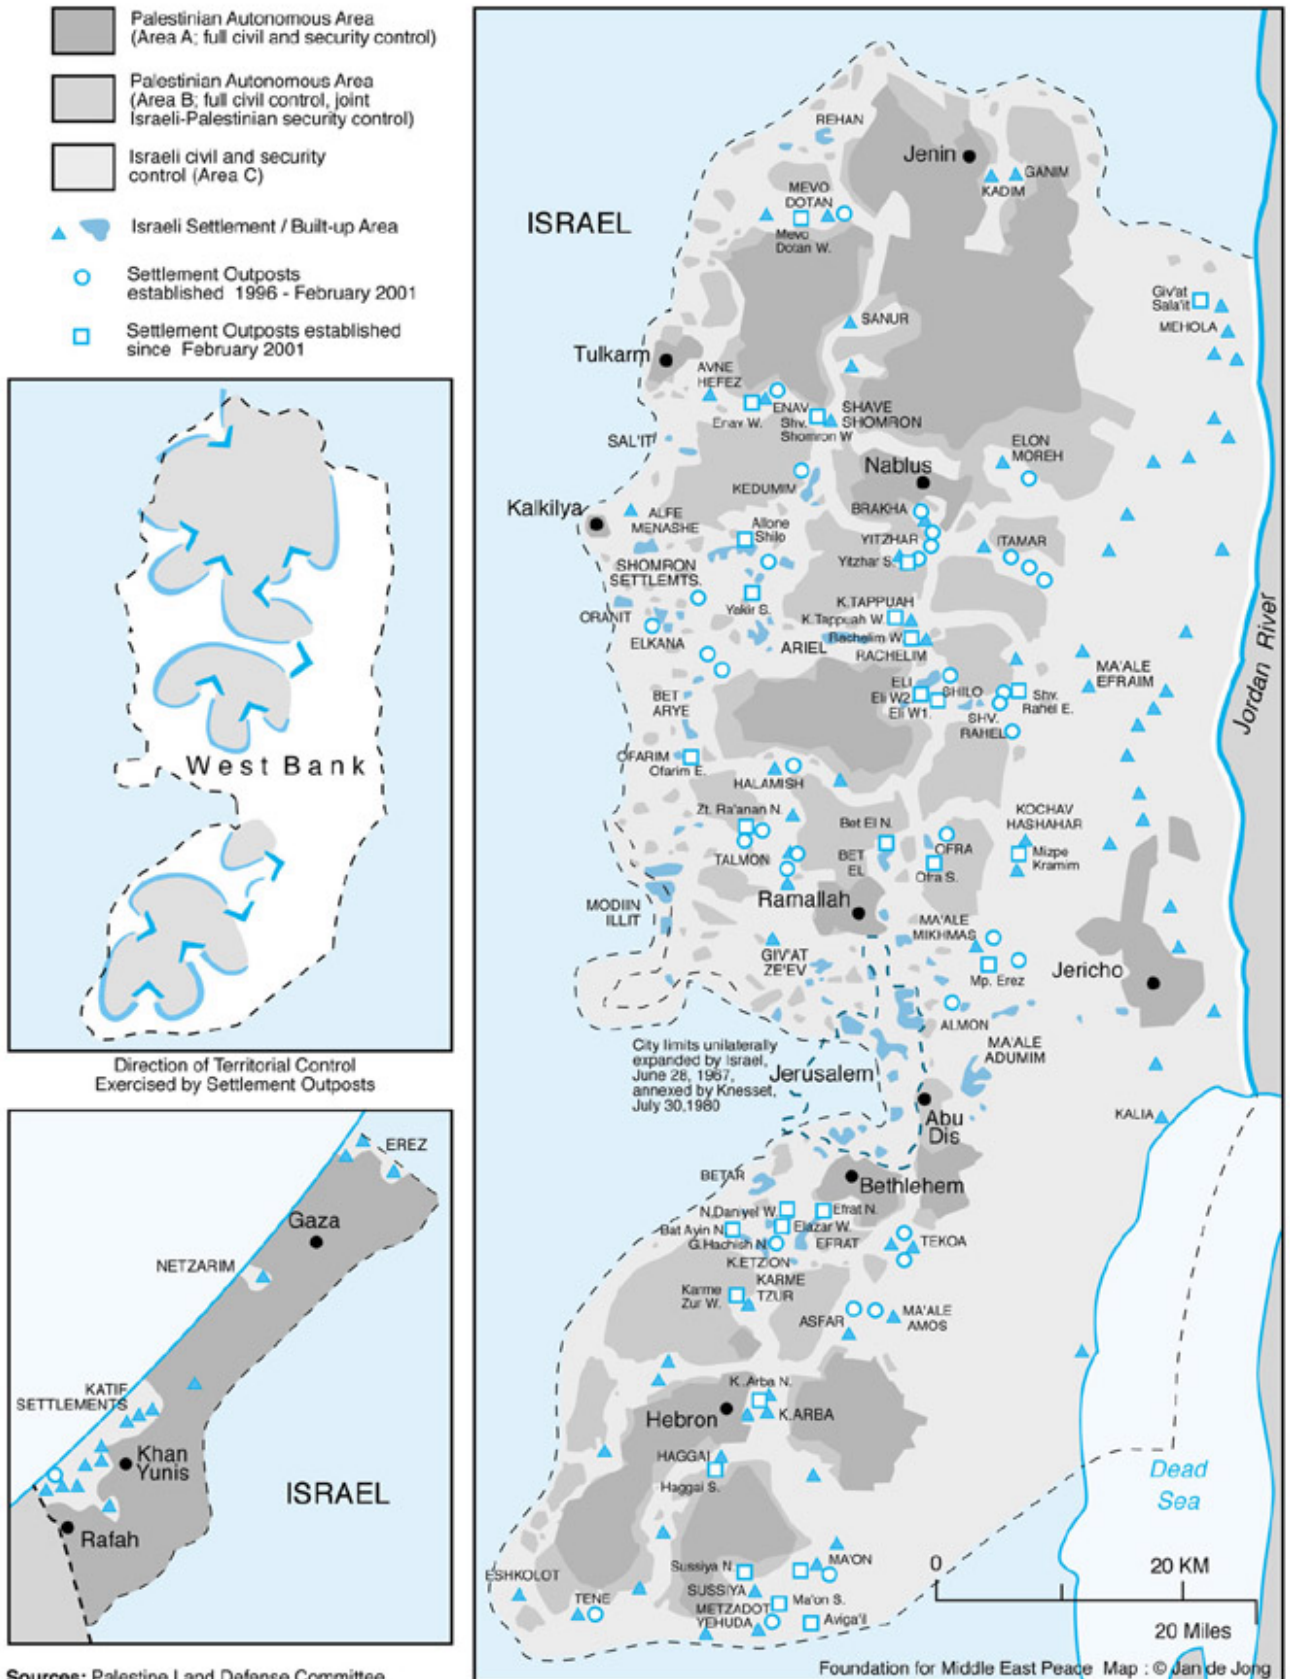 Palestinian Autonomous Area
(Area A; full civil and security control)
Palestinian Autonomous Area
(Area B; full civil control, joint
Israeli-Palestinian security control)
Israeli civil and security
control (Area C)
Israeli Settlement / Built-up Area
Settlement Outposts
established 1996 - February 2001
Settlement Outposts established
since February 2001
West Bank
Direction of Territorial Control
Exercised by Settlement Outposts
EREZ
Gaza
NETZARIM
KATIF
SETTLEMENTS
Khan
Yunis
ISRAEL
Rafah
Sources: Palestine Land Defense Committee
REHAN
Jenin
GANIM
KADIM
MEVO
DOTAN
ISRAEL
Mevo
Dotan W.
Giv'at
Sala'it
MEHOLA
SANUR
Tulkarm
AVNE
HEFEZ
ENAV
Enav W.
Shv.
Shomron W
SHAVE
SHOMRON
SAL'IT
ELON
MOREH
Nablus
KEDUMIM
Kalkilya
ALFE
MENASHE
BRAKHA
Allone
Shilo
YITZHAR
ITAMAR
Yitzhar S.
SHOMRON
SETTLEMTS.
Yakir S.
K.TAPPUAH
K.Tappuah W.
ORANIT
ELKANA
ARIEL
Rachelim W.
RACHELIM
MA'ALE
EFRAIM
Jordan River
BET
ARYE
ELI
Eli W2
SHILO
Eli W1.
Shv.
Rahel E.
SHV.
RAHEL
OFARIM
Ofarim E.
HALAMISH
Zt. Ra'anan N.
Bet El N.
KOCHAV
HASHAHAR
TALMON
BET
EL
OFRA
Ofra S.
Mizpe
Kramim
MODIIN
ILLIT
Ramallah
MA'ALE
MIKHMAS
GIV'AT
ZE'EV
Mp. Erez
Jericho
ALMON
City limits unilaterally
expanded by Israel,
June 28, 1967,
annexed by Knesset,
July 30,1980
Jerusalem
MA'ALE
ADUMIM
Abu
Dis
KALIA
BETAR
Bethlehem
N.Daniyel W.
Efrat N.
Bat Ayin N.
Elazar W.
G.Hachish N
EFRAT
TEKOA
K.ETZION
Karme
Zur W.
KARME
TZUR
ASFAR
MA'ALE
AMOS
K.Arba N.
Hebron
K.ARBA
HAGGAI
Haggai S.
Dead
Sea
ESHKOLOT
Sussiya N.
MA'ON
SUSSIYA
TENE
Ma'on S.
METZADOT
YEHUDA
Aviga'il
0
20 KM
20 Miles
Foundation for Middle East Peace Map : © Jan de Jong